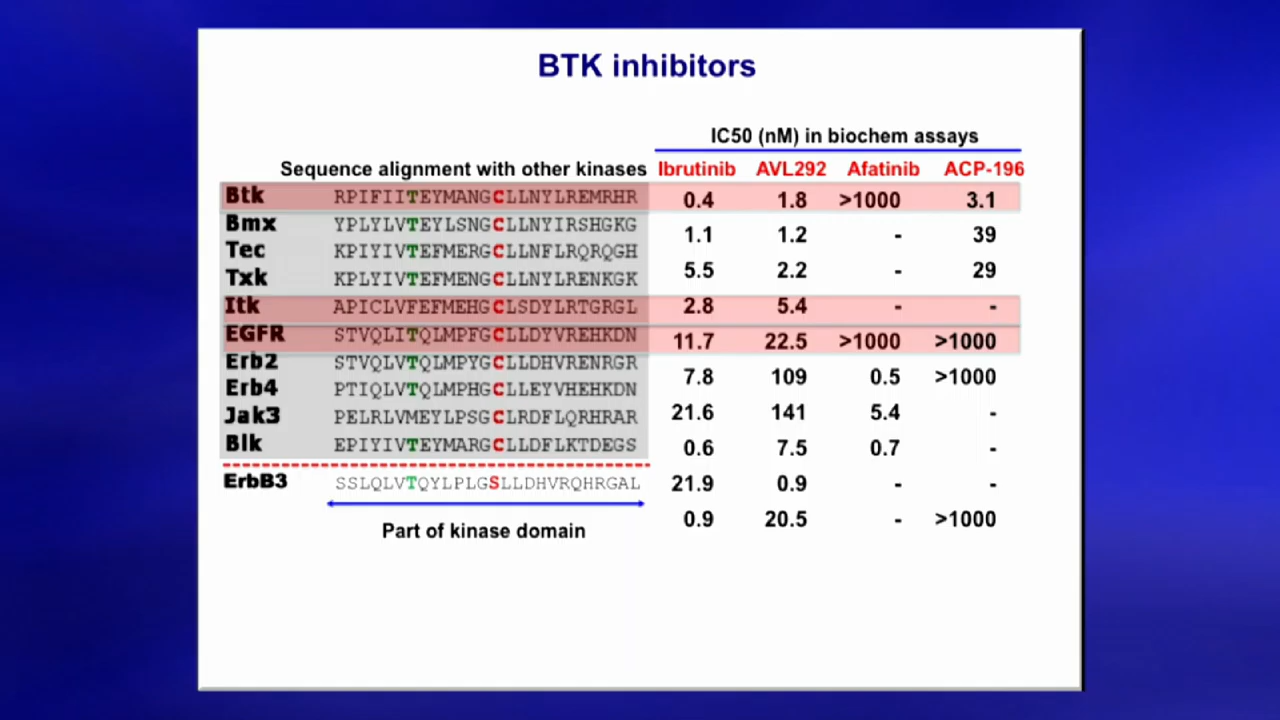 BTK inhibitors
IC50 (nM) in biochem assays
Sequence alignment with other kinases Ibrutinib AVL292 Afatinib ACP-196
Btk RPIFIITEYMANGCLLNYLREMRHR 0.4 1.8 >1000 3.1
Bmx YPLYLVTEYLSNGCLLNYIRSHGKG 1.1 1.2 - 39
Tec KPIYIVTEFMERGCLLNFLRQRQGH 5.5 2.2 - 29
Txk KPLYIVTEFMENGCLLNYLRENKGK
Itk APICLVFEFMEHGCLSDYLRTGRGL 2.8 5.4 - -
EGFR STVQLITQLMPFGCLLDYVREHKDN 11.7 22.5 >1000 >1000
Erb2 STVQLVTQLMPYGCLLDHVRENRGR 7.8 109 0.5 >1000
Erb4 PTIQLVTQLMPHGCLLEYVHEHKDN
Jak3 PELRLVMEYLPSGCLRDFLQRHRAR 21.6 141 5.4 -
Blk EPIYIVTEYMARGCLLDFLKTDEGS 0.6 7.5 0.7 -
ErbB3 SSLQLVTQYLPLGSLLDHVRQHRGAL 21.9 0.9 - -
0.9 20.5 - >1000
Part of kinase domain